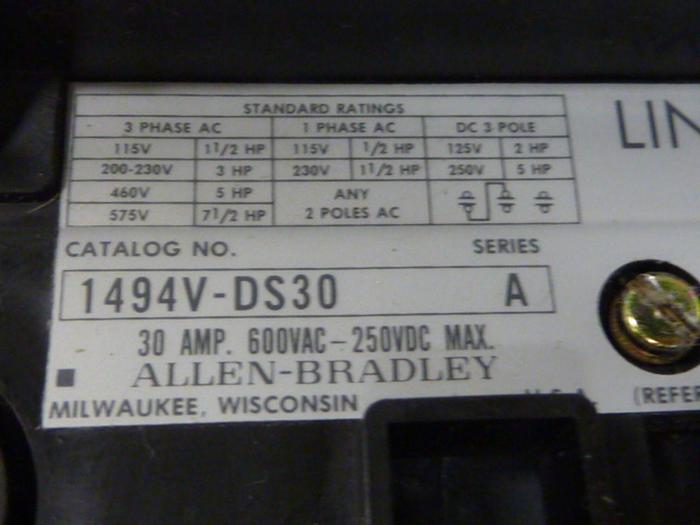 STANDARD RATINGS
3 PHASE AC 1 PHASE AC DC 3 POLE
115V 1 1/2 HP 115V 1/2 HP 125V 2 HP
200-230V 3 HP 230V 1 1/2 HP 250V 5 HP
460V 5 HP ANY
575V 7 1/2 HP 2 POLES AC
LIN
CATALOG NO. SERIES
1494V-DS30 A
30 AMP. 600VAC-250VDC MAX.
ALLEN-BRADLEY
MILWAUKEE, WISCONSIN U.S.A. (REFER